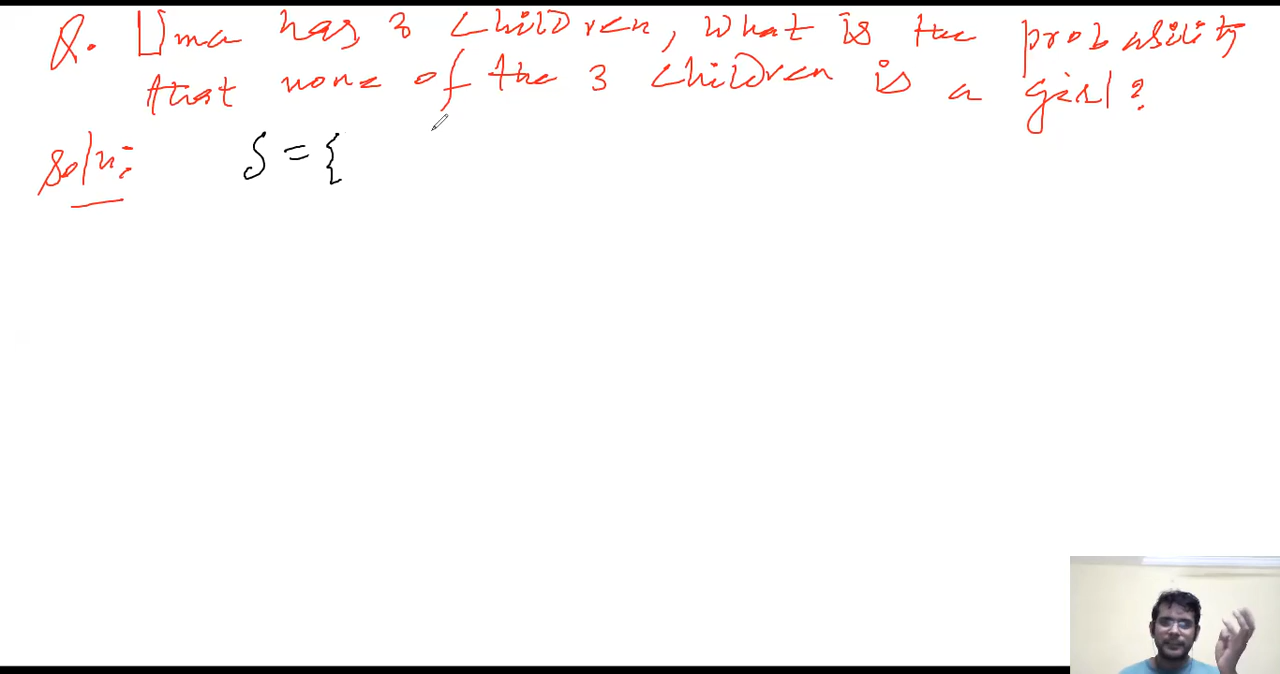 Q. Uma has 3 children, what is the probability
that none of the 3 children is a girl?
Soln:
S = {